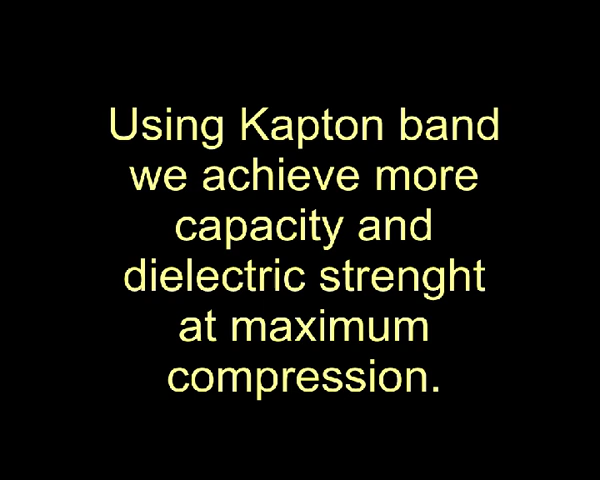 Using Kapton band
we achieve more
capacity and
dielectric strenght
at maximum
compression.